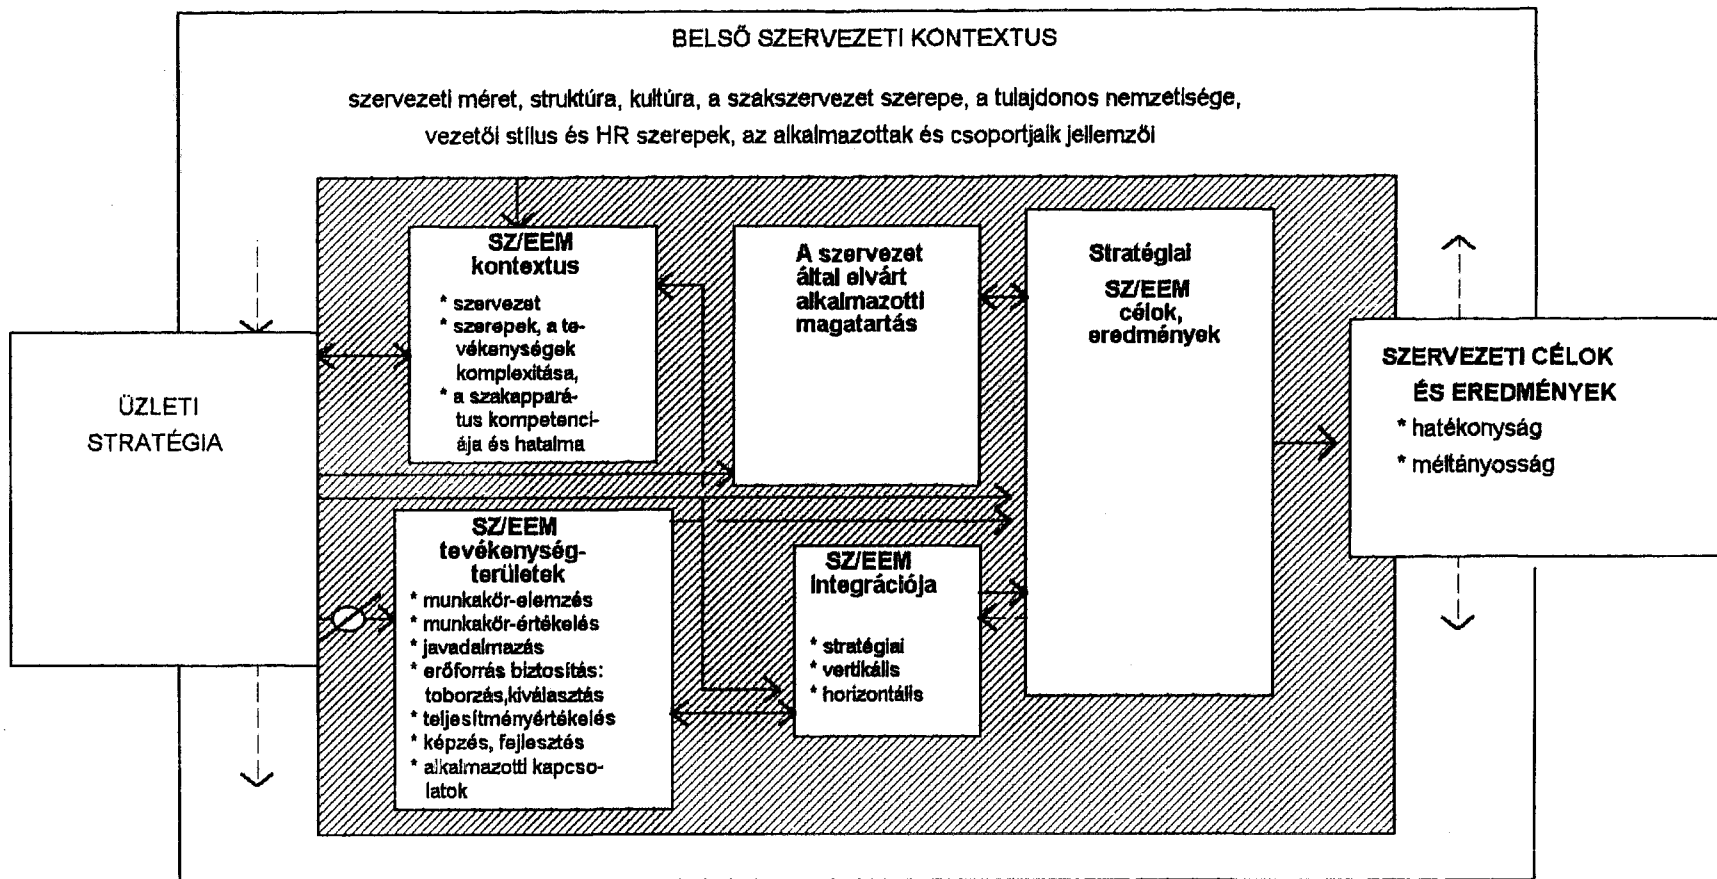 BELSŐ SZERVEZETI KONTEXTUS
szervezeti méret, struktúra, kultúra, a szakszervezet szerepe, a tulajdonos nemzetisége,
vezetői stílus és HR szerepek, az alkalmazottak és csoportjaik jellemzői
ÜZLETI
STRATÉGIA
SZ/EEM
kontextus
* szervezet
* szerepek, a te-
vékenységek
komplexitása,
* a szakappará-
tus kompetenci-
ája és hatalma
A szervezet
által elvárt
alkalmazotti
magatartás
Stratégiai
SZ/EEM
célok,
eredmények
SZERVEZETI CÉLOK
ÉS EREDMÉNYEK
* hatékonyság
* méltányosság
SZ/EEM
tevékenység-
területek
* munkakör-elemzés
* munkakör-értékelés
* javadalmazás
* erőforrás biztosítás:
toborzás,kiválasztás
* teljesítményértékelés
* képzés, fejlesztés
* alkalmazotti kapcso-
latok
SZ/EEM
integrációja
* stratégiai
* vertikális
* horizontális